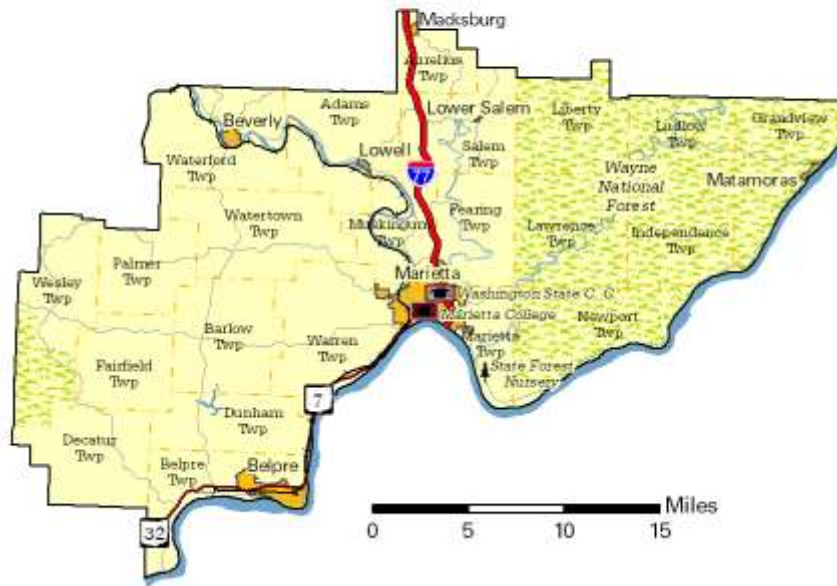 Macksburg
Aurelius
Twp
Adams
Twp
Lower Salem
Liberty
Twp
Ludlow
Twp
Grandview
Twp
Beverly
Lowell
Salem
Twp
Waterford
Twp
77
Wayne
National
Forest
Matamoras
Watertown
Twp
Muskingum
Twp
Fearing
Twp
Lawrence
Twp
Independence
Twp
Palmer
Twp
Wesley
Twp
Marietta
Washington State C. C.
Marietta College
Barlow
Twp
Warren
Twp
Marietta
Twp
Newport
Twp
Fairfield
Twp
State Forest
Nursery
7
Dunham
Twp
Decatur
Twp
Belpre
Twp
Belpre
32
Miles
0 5 10 15